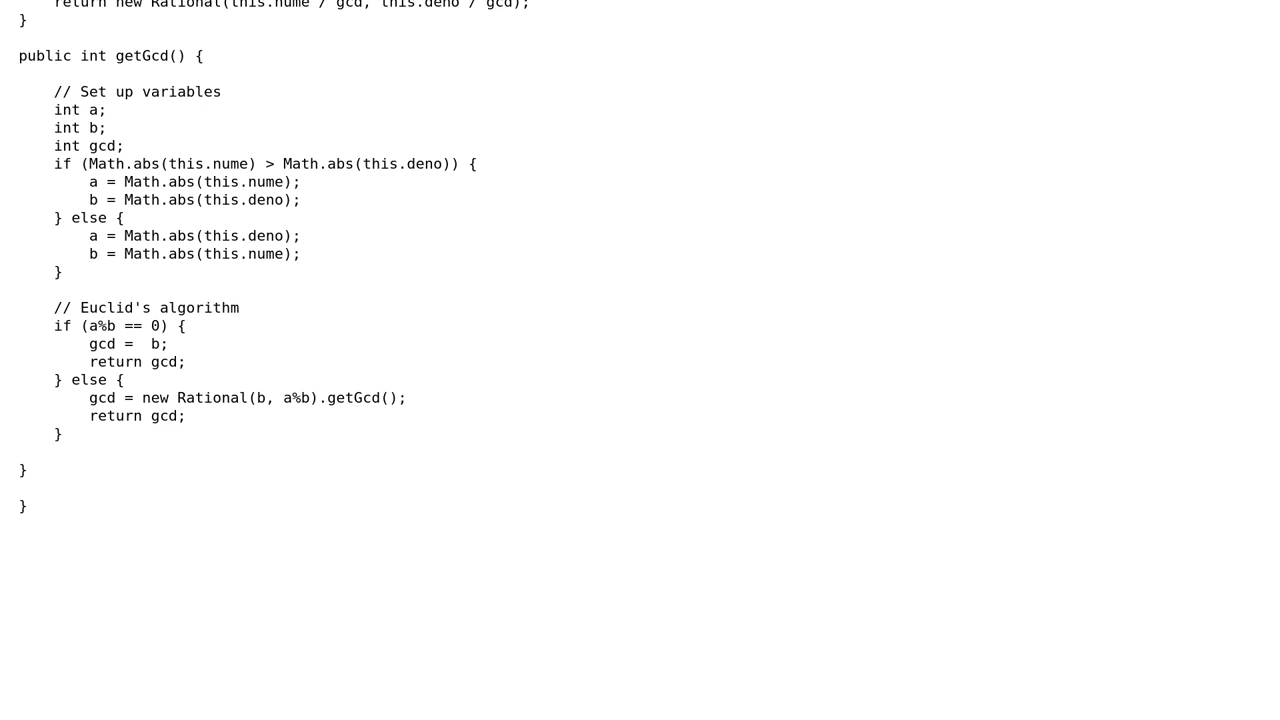 return new Rational(this.nume / gcd, this.deno / gcd);
}
public int getGcd() {
// Set up variables
int a;
int b;
int gcd;
if (Math.abs(this.nume) > Math.abs(this.deno)) {
a = Math.abs(this.nume);
b = Math.abs(this.deno);
} else {
a = Math.abs(this.deno);
b = Math.abs(this.nume);
}
// Euclid's algorithm
if (a%b == 0) {
gcd =  b;
return gcd;
} else {
gcd = new Rational(b, a%b).getGcd();
return gcd;
}
}
}